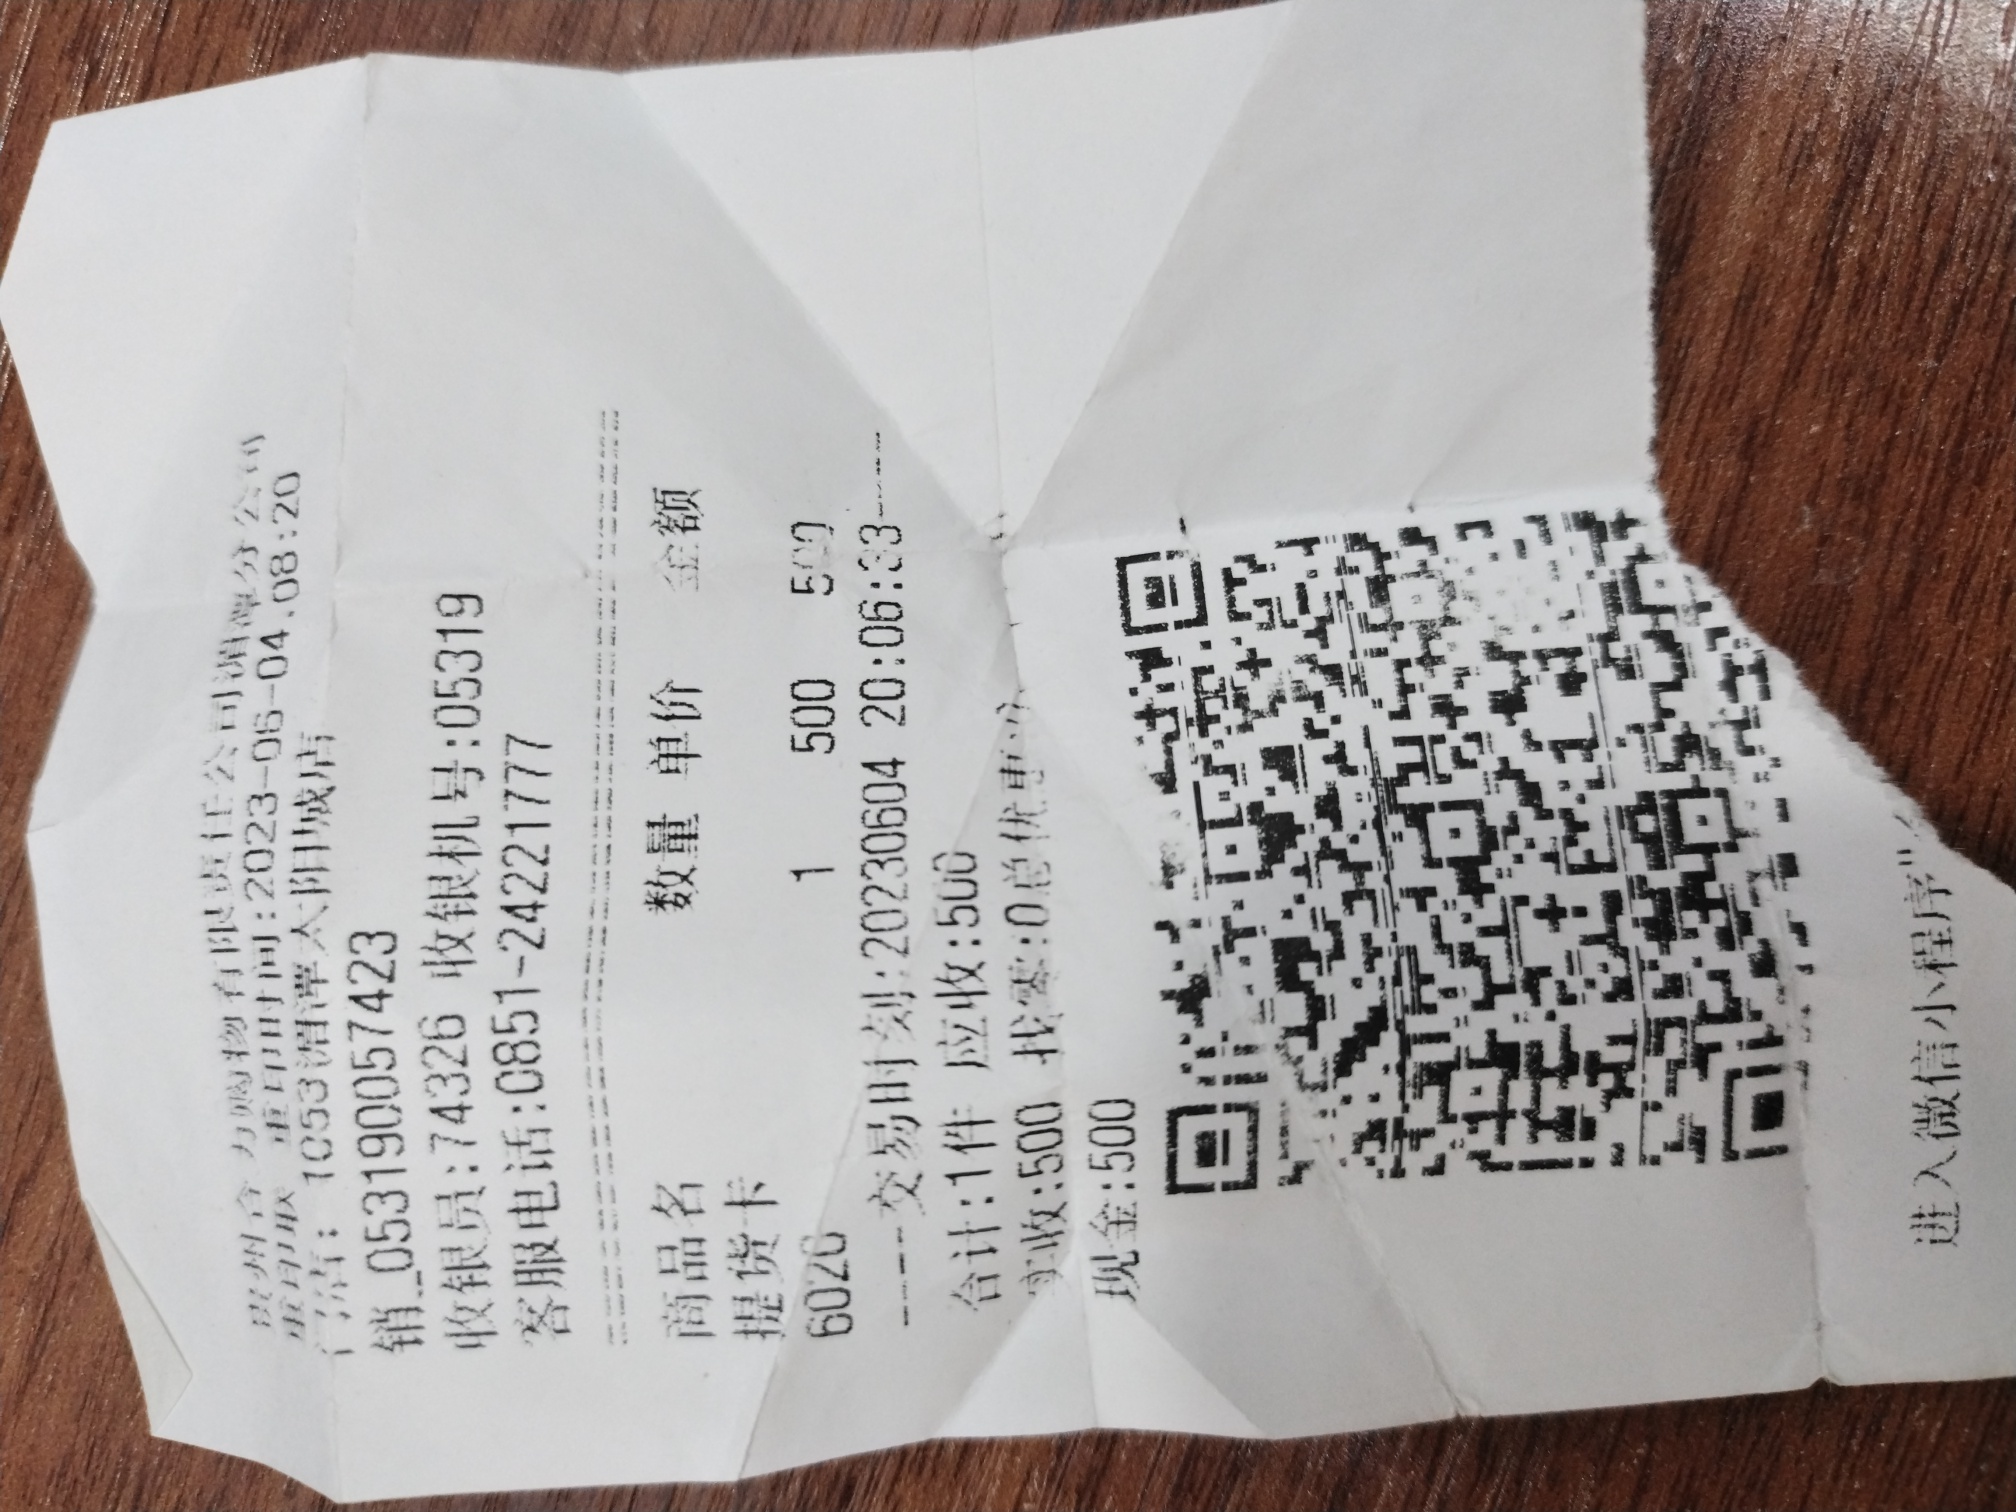 贵州合力购物有限责任公司湄潭分公司
重印联 重印时间:2023-06-04.08:20
门店: 1053湄潭太阳城店
销_053190057423
收银员:74326 收银机号:05319
客服电话:0851-24221777
商品名 数量 单价 金额
提货卡
6026 1 500 500
----交易时刻:20230604 20:06:33----
合计:1件 应收:500
实收:500 找零:0总优惠:0
现金:500
进入微信小程序"